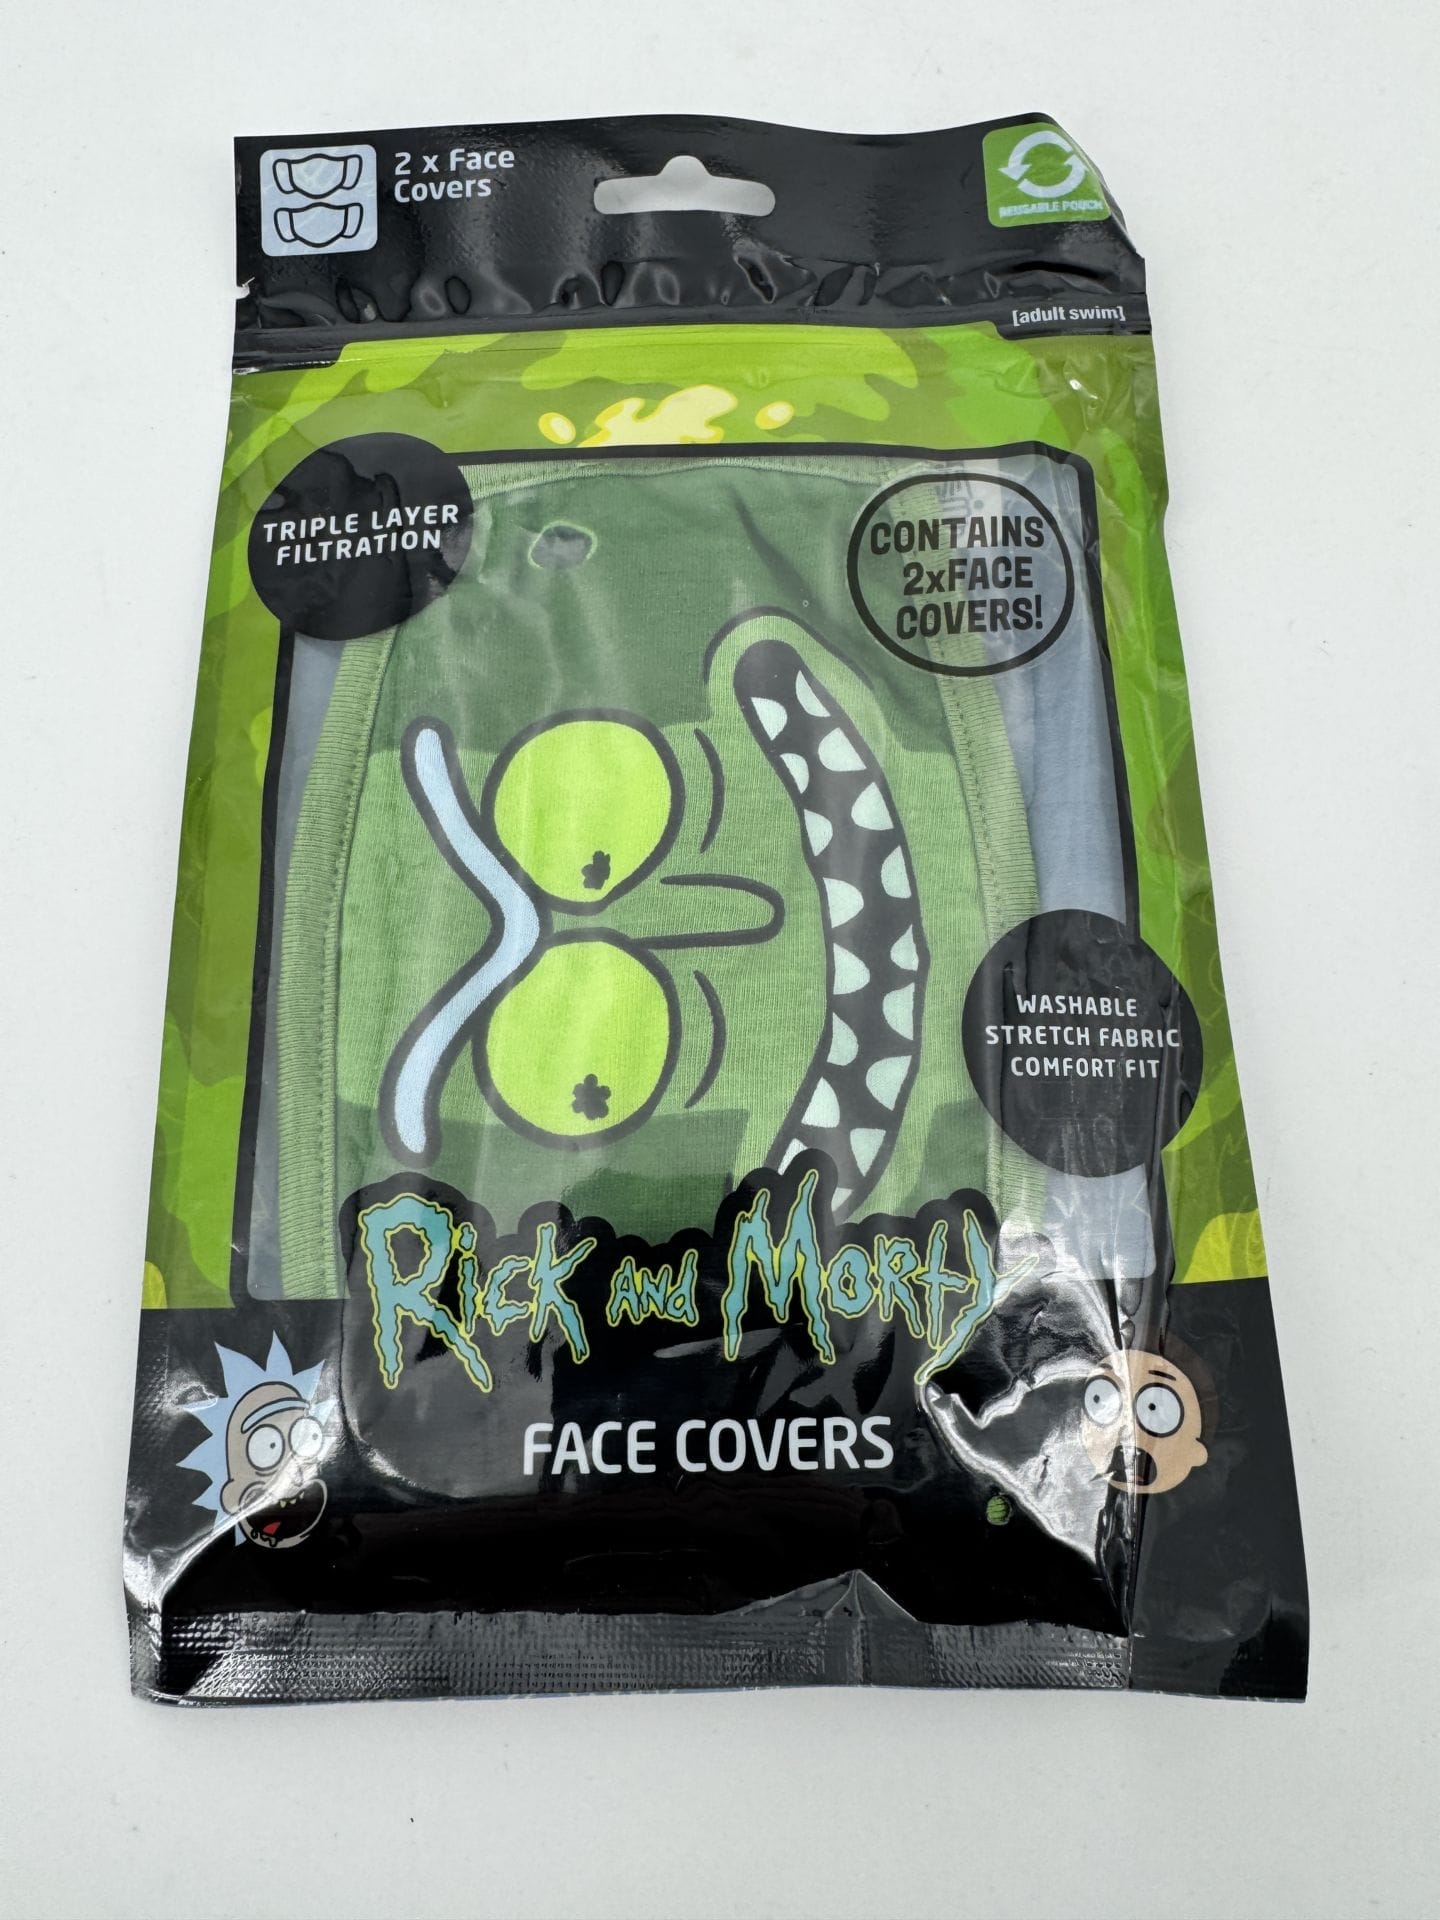 2 x Face
Covers
REUSABLE POUCH
[adult swim]
TRIPLE LAYER
FILTRATION
CONTAINS
2xFACE
COVERS!
WASHABLE
STRETCH FABRIC
COMFORT FIT
Rick and Morty
FACE COVERS